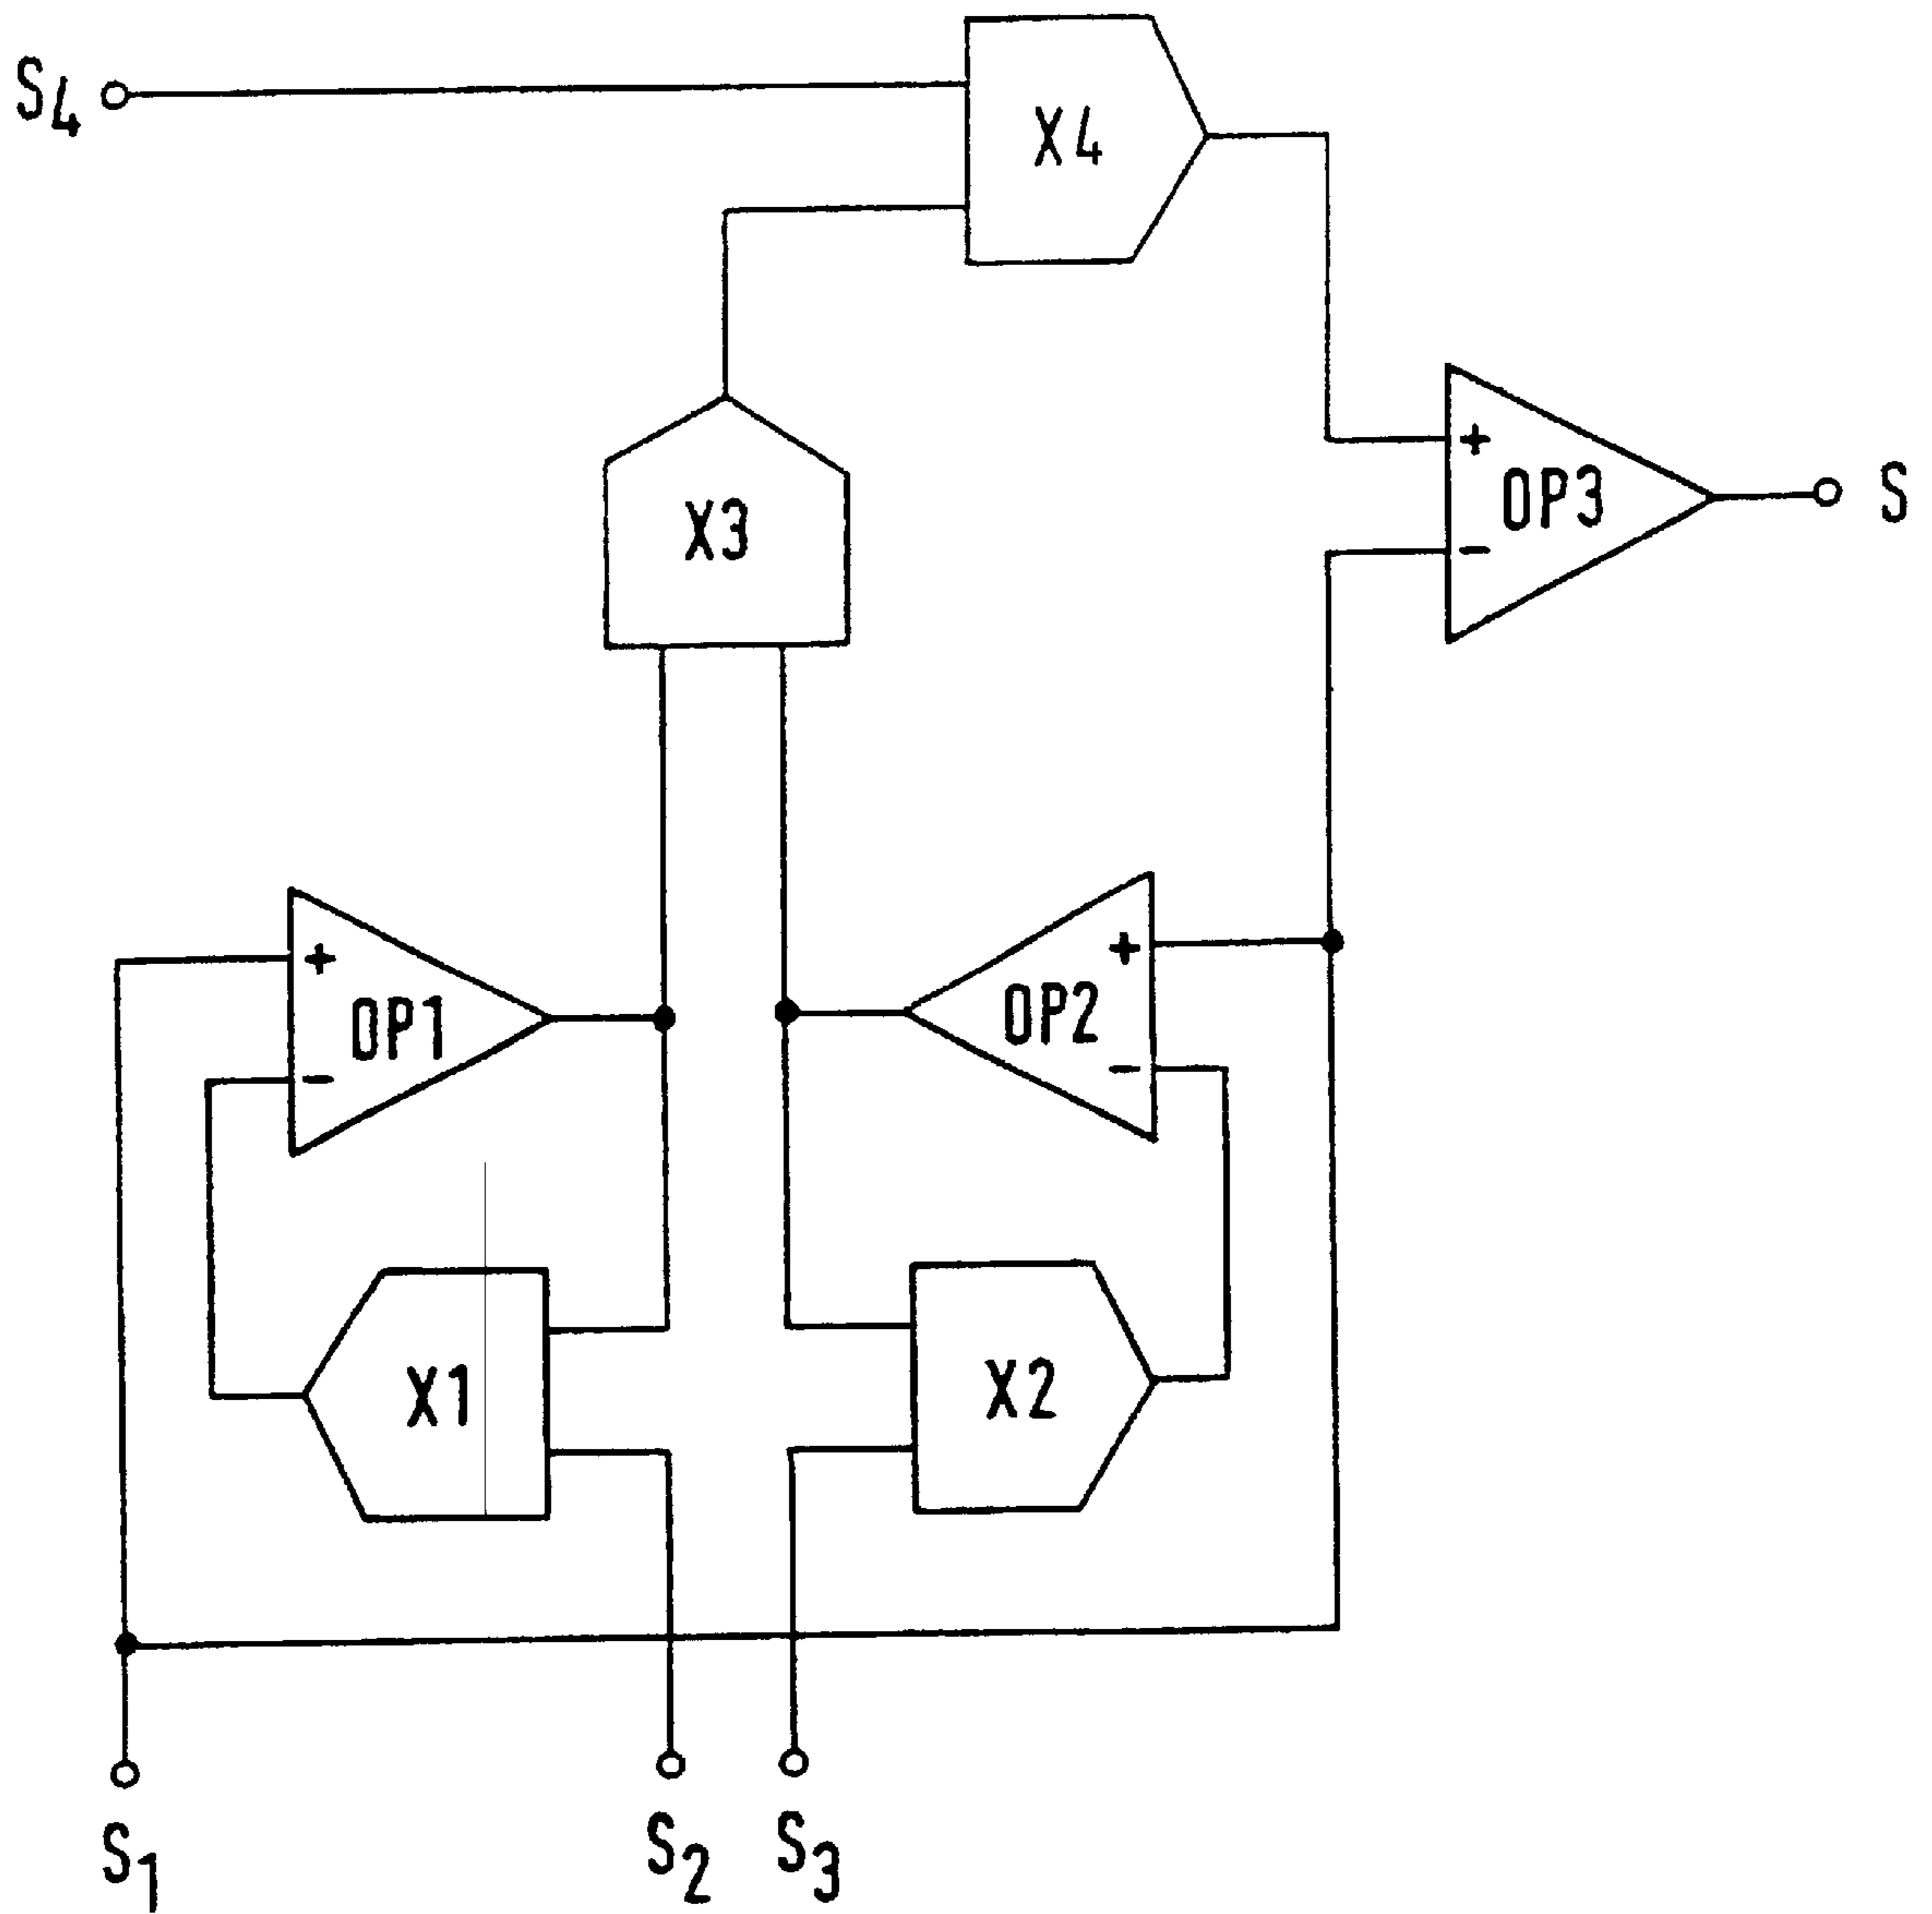 S4
X4
X3
+
OP3
-
S
+
OP1
-
+
OP2
-
X1
X2
S1
S2
S3